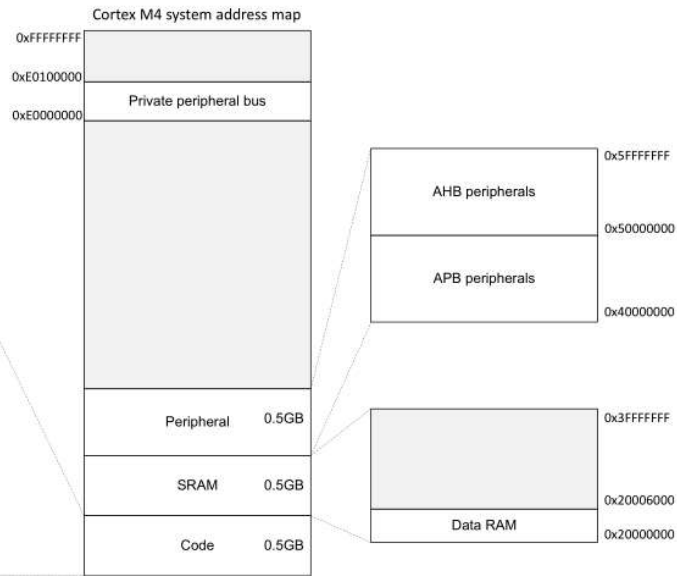 Cortex M4 system address map
0xFFFFFFFF
0xE0100000
Private peripheral bus
0xE0000000
Peripheral 0.5GB
SRAM 0.5GB
Code 0.5GB
0x5FFFFFFF
AHB peripherals
0x50000000
APB peripherals
0x40000000
0x3FFFFFFF
0x20006000
Data RAM
0x20000000